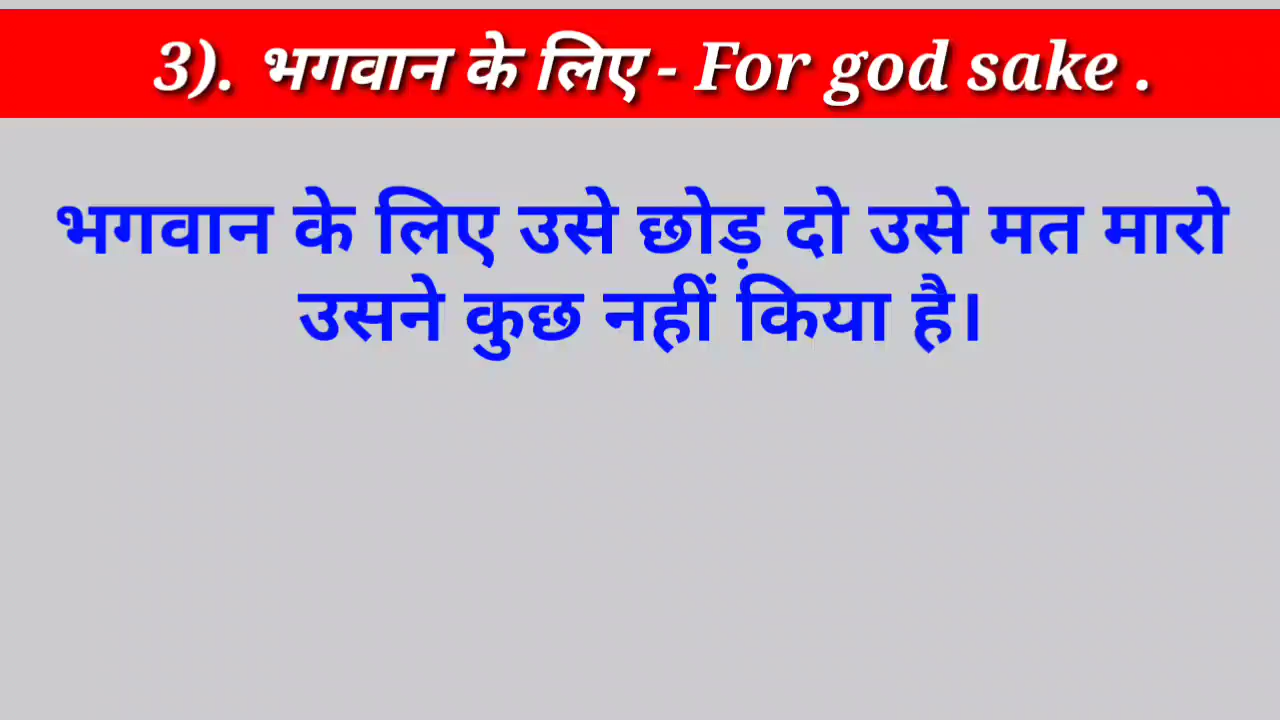 3). भगवान के लिए - For god sake .
भगवान के लिए उसे छोड़ दो उसे मत मारो
उसने कुछ नहीं किया है।